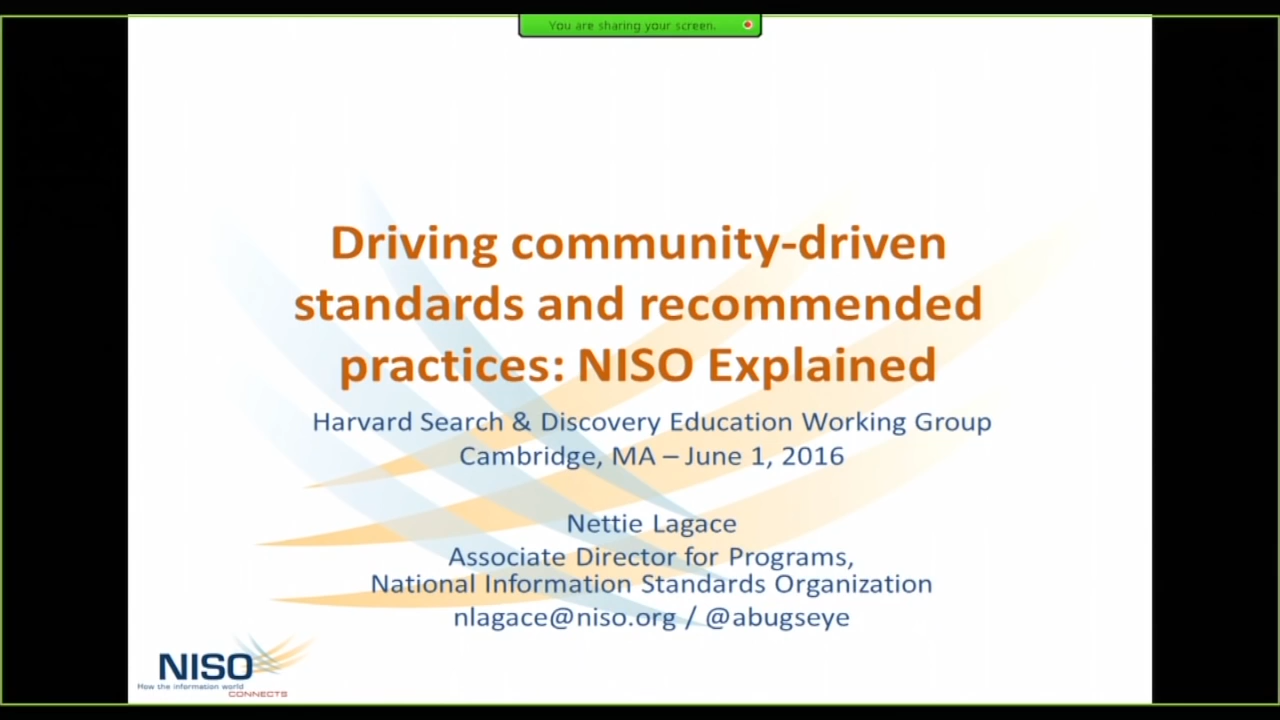 You are sharing your screen.
Driving community-driven
standards and recommended
practices: NISO Explained
Harvard Search & Discovery Education Working Group
Cambridge, MA – June 1, 2016
Nettie Lagace
Associate Director for Programs,
National Information Standards Organization
nlagace@niso.org / @abugseye
NISO
How the information world
CONNECTS